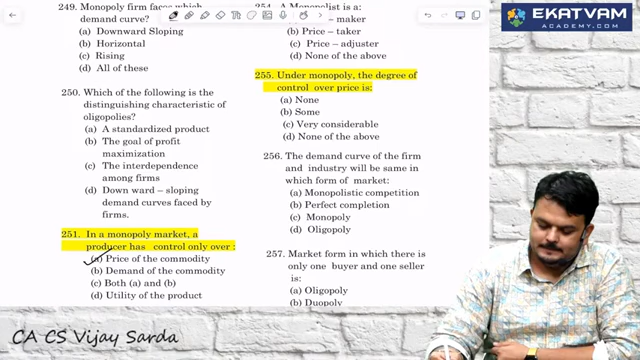 249. Monopoly firm faces which
demand curve?
(a) Downward Sloping
(b) Horizontal
(c) Rising
(d) All of these
250. Which of the following is the
distinguishing characteristic of
oligopolies?
(a) A standardized product
(b) The goal of profit
maximization
(c) The interdependence
among firms
(d) Down ward – sloping
demand curves faced by
firms.
251. In a monopoly market, a
producer has control only over :
(a) Price of the commodity
(b) Demand of the commodity
(c) Both (a) and (b)
(d) Utility of the product
254. A Monopolist is a:
– maker
(b) Price – taker
(c) Price – adjuster
(d) None of the above
255. Under monopoly, the degree of
control over price is:
(a) None
(b) Some
(c) Very considerable
(d) None of the above
256. The demand curve of the firm
and industry will be same in
which form of market:
(a) Monopolistic competition
(b) Perfect completion
(c) Monopoly
(d) Oligopoly
257. Market form in which there is
only one buyer and one seller
is:
(a) Oligopoly
(b) Duopoly
EKATVAM
ACADEMY.COM
CA CS Vijay Sarda